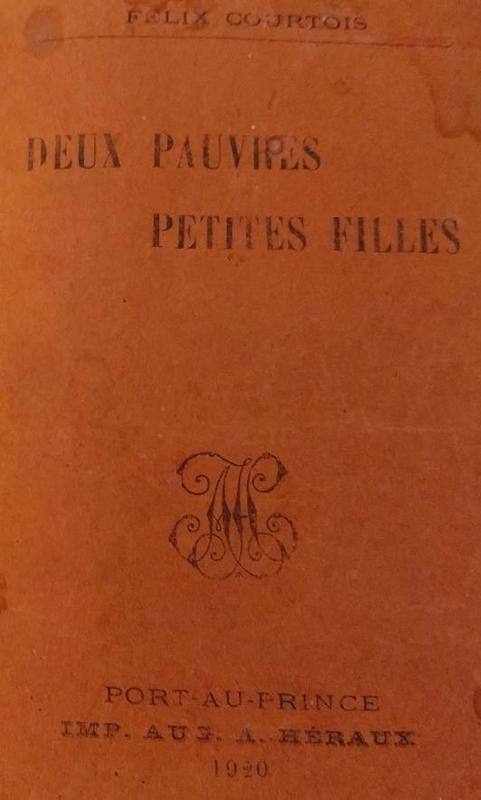 FÉLIX COURTOIS
DEUX PAUVRES
PETITES FILLES
PORT-AU-PRINCE
IMP. AUG. A. HÉRAUX
1920